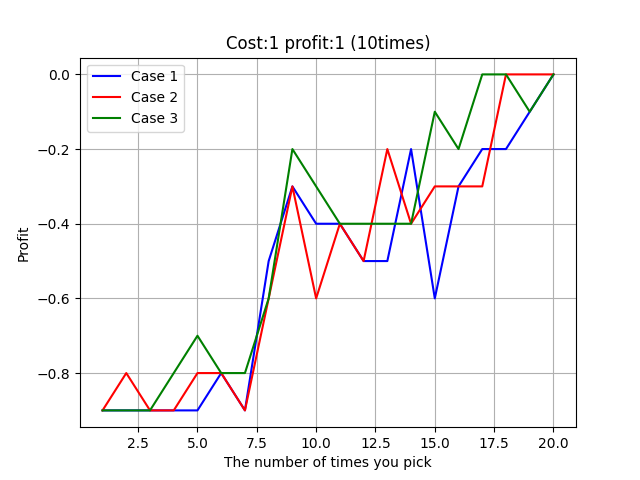 Cost:1 profit:1 (10times)
Case 1
Case 2
Case 3
0.0
−0.2
−0.4
−0.6
−0.8
Profit
2.5 5.0 7.5 10.0 12.5 15.0 17.5 20.0
The number of times you pick